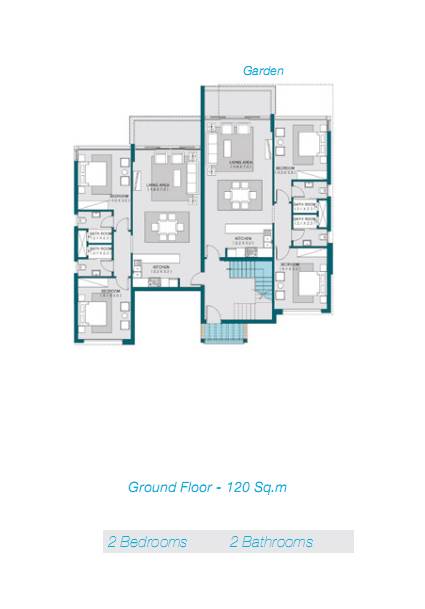 Garden
LIVING AREA
BEDROOM
LIVING AREA
BEDROOM
BATH ROOM
BATH ROOM
BATH ROOM
KITCHEN
BATH ROOM
KITCHEN
BEDROOM
BEDROOM
Ground Floor - 120 Sq.m
2 Bedrooms 2 Bathrooms